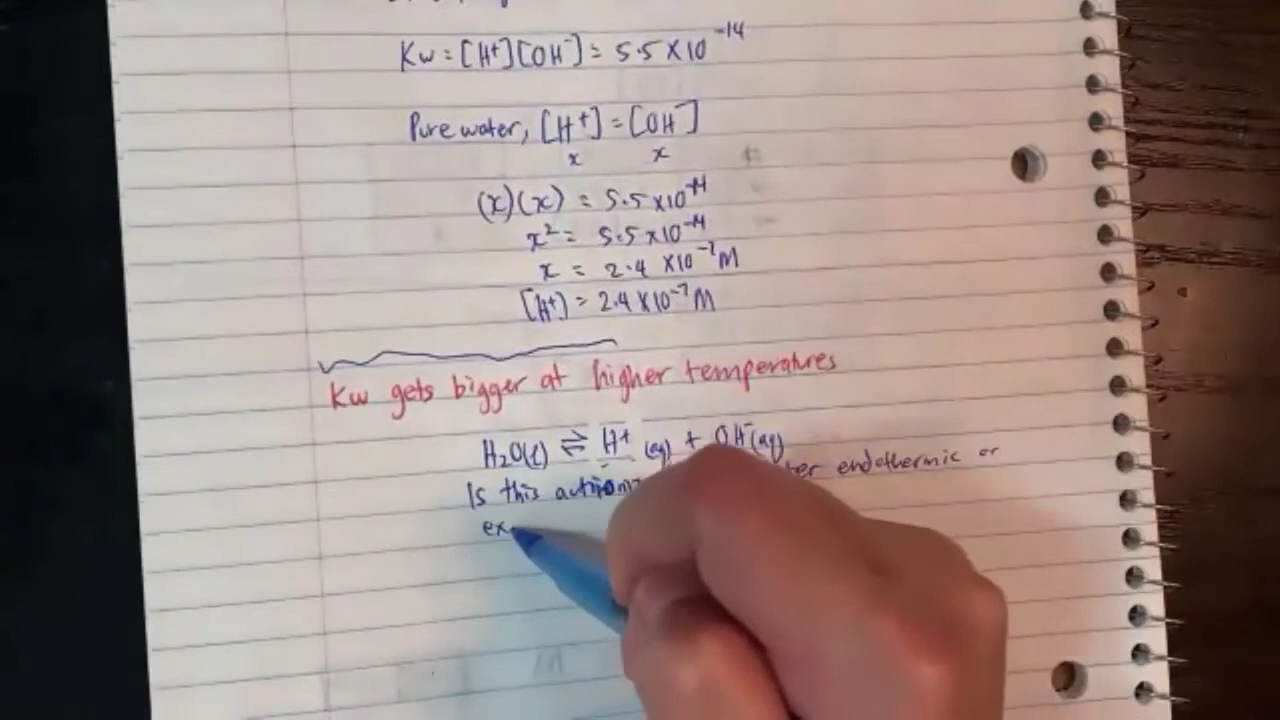 Kw = [H+][OH-] = 5.5 X 10^-14
Pure water, [H+] = [OH-]
x x
(x)(x) = 5.5 x 10^-14
x² = 5.5 x 10^-14
x = 2.4 x 10^-7 M
[H+] = 2.4 x 10^-7 M
Kw gets bigger at higher temperatures
H₂O(l) ⇌ H+ (aq) + OH-(aq)
Is this endothermic or
ex